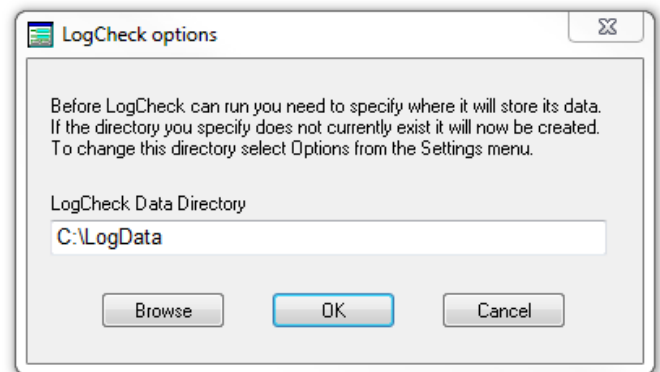 LogCheck options
Before LogCheck can run you need to specify where it will store its data.
If the directory you specify does not currently exist it will now be created.
To change this directory select Options from the Settings menu.
LogCheck Data Directory
C:\LogData
Browse OK Cancel